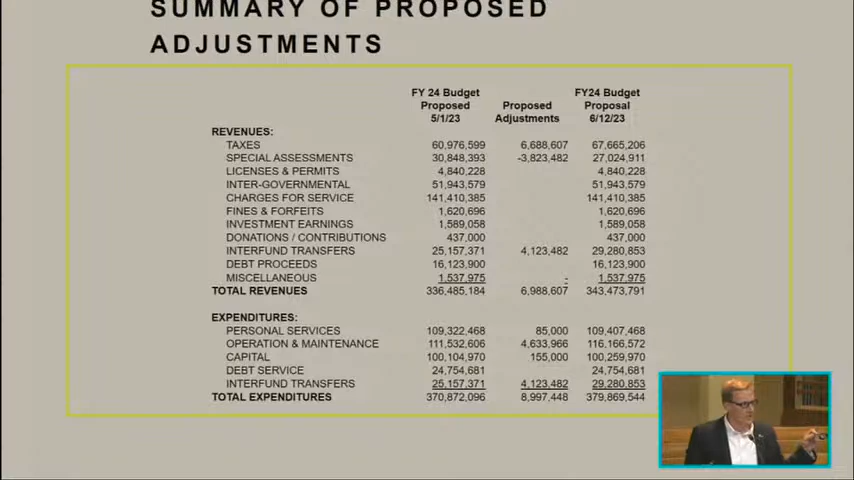 SUMMARY OF PROPOSED
ADJUSTMENTS
FY 24 Budget FY24 Budget
Proposed Proposed Proposal
5/1/23 Adjustments 6/12/23
REVENUES:
TAXES 60,976,599 6,688,607 67,665,206
SPECIAL ASSESSMENTS 30,848,393 -3,823,482 27,024,911
LICENSES & PERMITS 4,840,228 4,840,228
INTER-GOVERNMENTAL 51,943,579 51,943,579
CHARGES FOR SERVICE 141,410,385 141,410,385
FINES & FORFEITS 1,620,696 1,620,696
INVESTMENT EARNINGS 1,589,058 1,589,058
DONATIONS / CONTRIBUTIONS 437,000 437,000
INTERFUND TRANSFERS 25,157,371 4,123,482 29,280,853
DEBT PROCEEDS 16,123,900 16,123,900
MISCELLANEOUS 1,537,975 - 1,537,975
TOTAL REVENUES 336,485,184 6,988,607 343,473,791
EXPENDITURES:
PERSONAL SERVICES 109,322,468 85,000 109,407,468
OPERATION & MAINTENANCE 111,532,606 4,633,966 116,166,572
CAPITAL 100,104,970 155,000 100,259,970
DEBT SERVICE 24,754,681 24,754,681
INTERFUND TRANSFERS 25,157,371 4,123,482 29,280,853
TOTAL EXPENDITURES 370,872,096 8,997,448 379,869,544